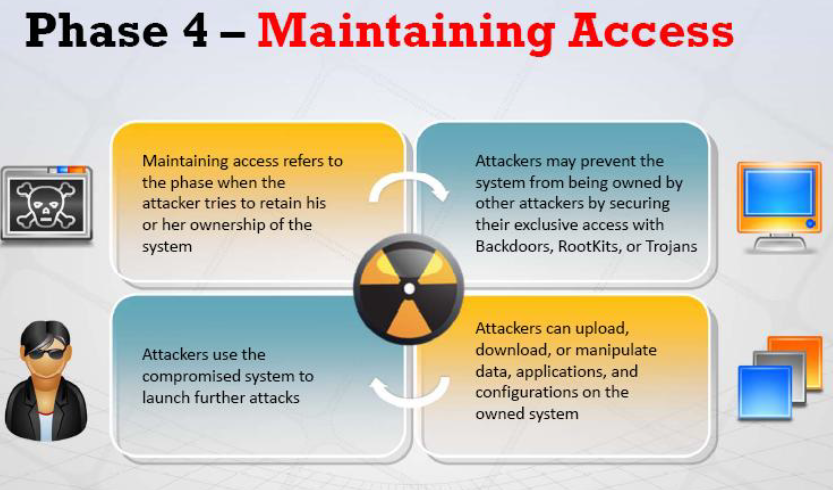 Phase 4 – Maintaining Access
Maintaining access refers to
the phase when the
attacker tries to retain his
or her ownership of the
system
Attackers may prevent the
system from being owned by
other attackers by securing
their exclusive access with
Backdoors, RootKits, or Trojans
Attackers use the
compromised system to
launch further attacks
Attackers can upload,
download, or manipulate
data, applications, and
configurations on the
owned system